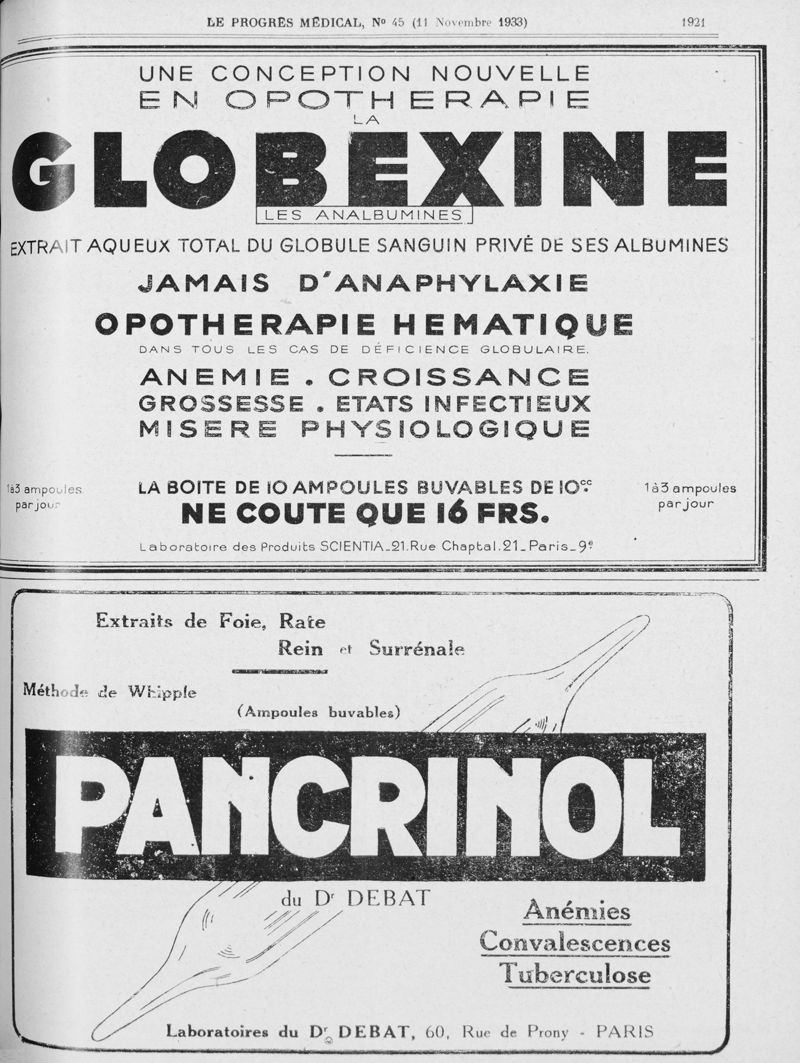 LE PROGRÈS MÉDICAL, Nº 45 (11 Novembre 1933) 1921
UNE CONCEPTION NOUVELLE
EN OPOTHERAPIE
LA
GLOBEXINE
LES ANALBUMINES
EXTRAIT AQUEUX TOTAL DU GLOBULE SANGUIN PRIVÉ DE SES ALBUMINES
JAMAIS D'ANAPHYLAXIE
OPOTHERAPIE HEMATIQUE
DANS TOUS LES CAS DE DÉFICIENCE GLOBULAIRE.
ANEMIE . CROISSANCE
GROSSESSE . ETATS INFECTIEUX
MISERE PHYSIOLOGIQUE
1à3 ampoules
par jour
LA BOITE DE 10 AMPOULES BUVABLES DE 10cc.
NE COUTE QUE 16 FRS.
1à3 ampoules
par jour
Laboratoire des Produits SCIENTIA_21.Rue Chaptal.21_Paris_9e
Extraits de Foie, Rate
Rein et Surrénale
Méthode de Whipple
(Ampoules buvables)
PANCRINOL
du Dr DEBAT
Anémies
Convalescences
Tuberculose
Laboratoires du Dr DEBAT, 60, Rue de Prony - PARIS